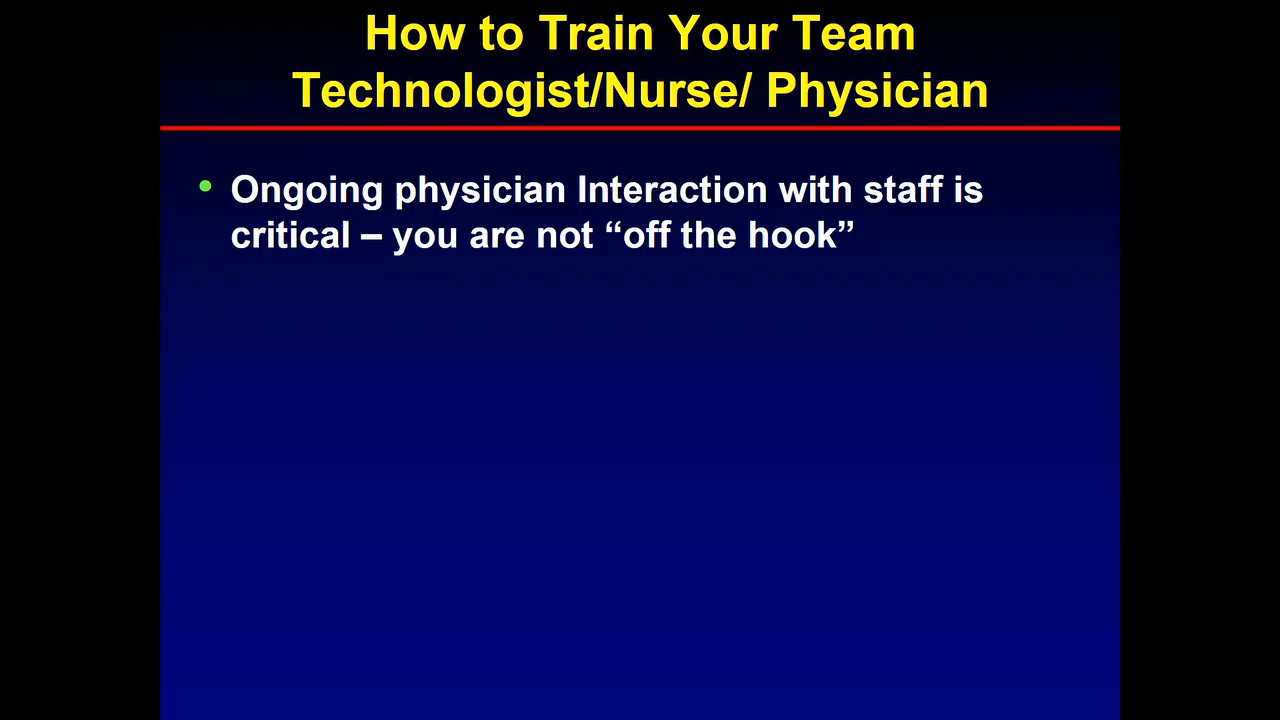 How to Train Your Team
Technologist/Nurse/ Physician
• Ongoing physician Interaction with staff is
critical – you are not “off the hook”